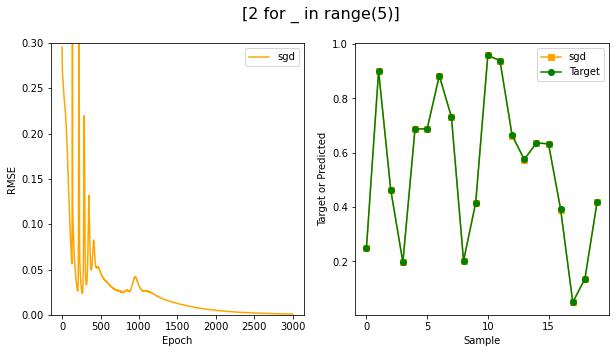 [2 for _ in range(5)]
sgd
0.30
0.25
0.20
0.15
0.10
0.05
0.00
RMSE
0 500 1000 1500 2000 2500 3000
Epoch
sgd
Target
1.0
0.8
0.6
0.4
0.2
Target or Predicted
0 5 10 15
Sample